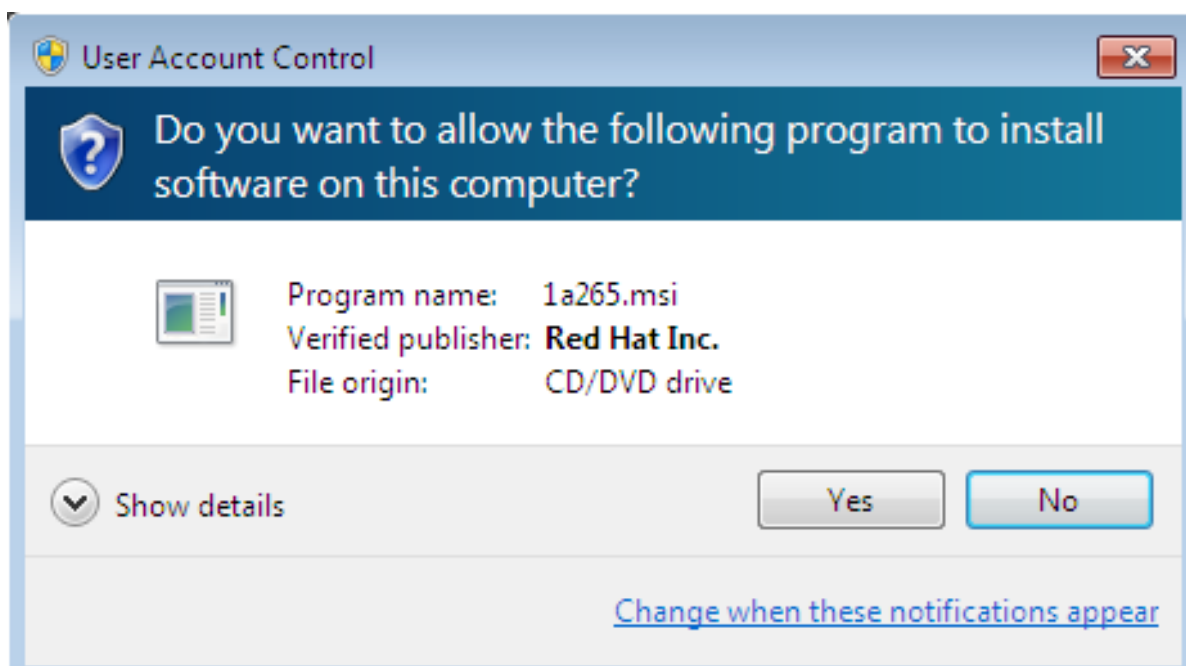 User Account Control
Do you want to allow the following program to install
software on this computer?
Program name: 1a265.msi
Verified publisher: Red Hat Inc.
File origin: CD/DVD drive
Show details
Yes
No
Change when these notifications appear